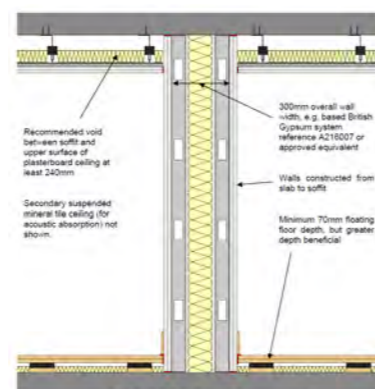 Recommended void
between soffit and
upper surface of
plasterboard ceiling at
least 240mm
Secondary suspended
mineral tile ceiling (for
acoustic absorption) not
shown.
300mm overall wall
width, e.g. based British
Gypsum system
reference A216007 or
approved equivalent
Walls constructed from
slab to soffit
Minimum 70mm floating
floor depth, but greater
depth beneficial